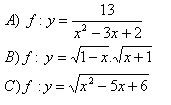 A) f : y = 13 / (x² − 3x + 2)
B) f : y = √(1 − x) . √(x + 1)
C) f : y = √(x² − 5x + 6)